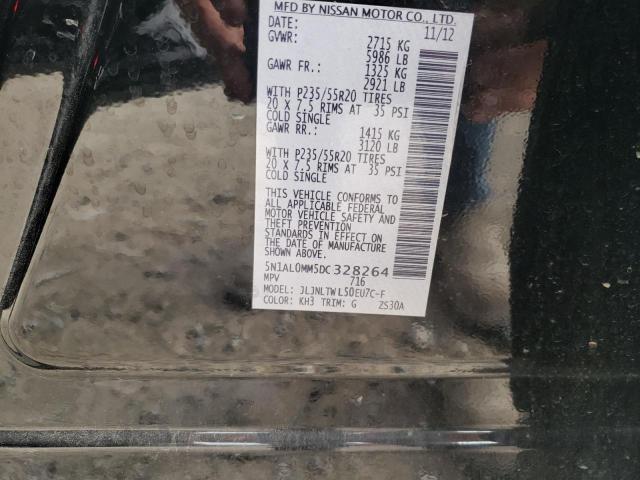 MFD BY NISSAN MOTOR CO., LTD.
DATE: 11/12
GVWR: 2715 KG
5986 LB
GAWR FR.: 1325 KG
2921 LB
WITH P235/55R20 TIRES
20 X 7.5 RIMS AT 35 PSI
COLD SINGLE
GAWR RR.: 1415 KG
3120 LB
WITH P235/55R20 TIRES
20 X 7.5 RIMS AT 35 PSI
COLD SINGLE
THIS VEHICLE CONFORMS TO
ALL APPLICABLE FEDERAL
MOTOR VEHICLE SAFETY AND
THEFT PREVENTION
STANDARDS IN EFFECT ON
THE DATE OF MANUFACTURE
SHOWN ABOVE.
5N1AL0MM5DC328264
MPV 716
MODEL: JLJNLTWL50EU7C-F
COLOR: KH3 TRIM: G ZS30A